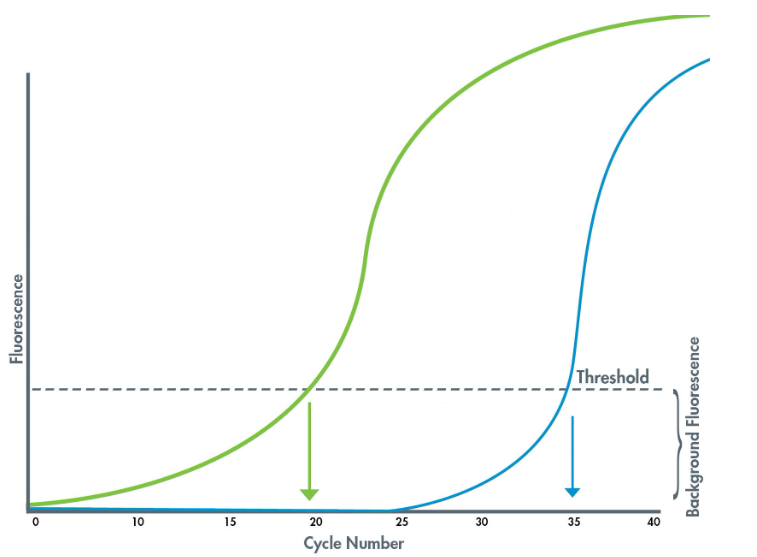 Fluorescence
Threshold
Background Fluorescence
0 10 15 20 25 30 35 40
Cycle Number